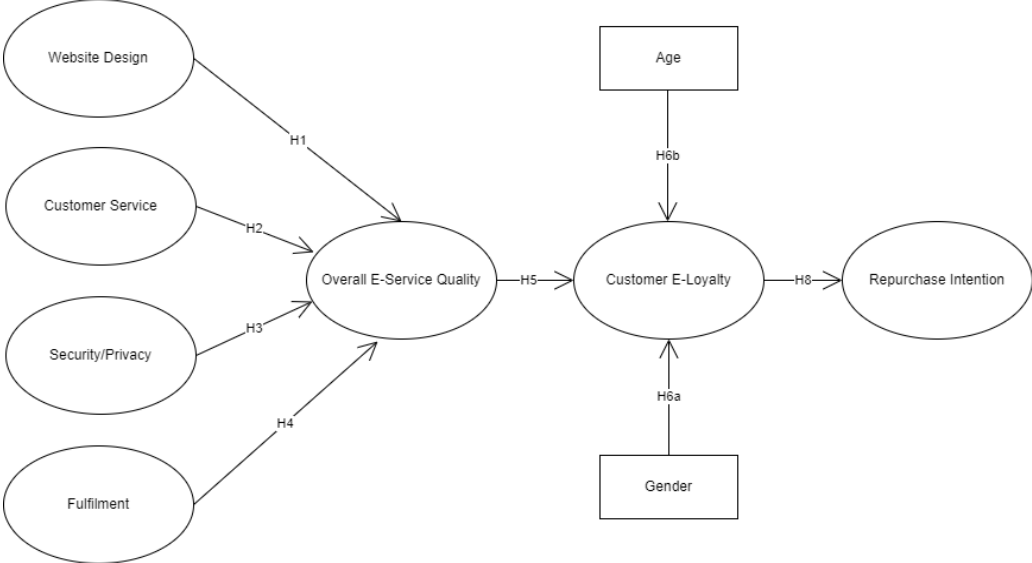 Website Design
Age
H1
H6b
Customer Service
H2
Overall E-Service Quality
H5
Customer E-Loyalty
H8
Repurchase Intention
H3
Security/Privacy
H6a
H4
Gender
Fulfilment